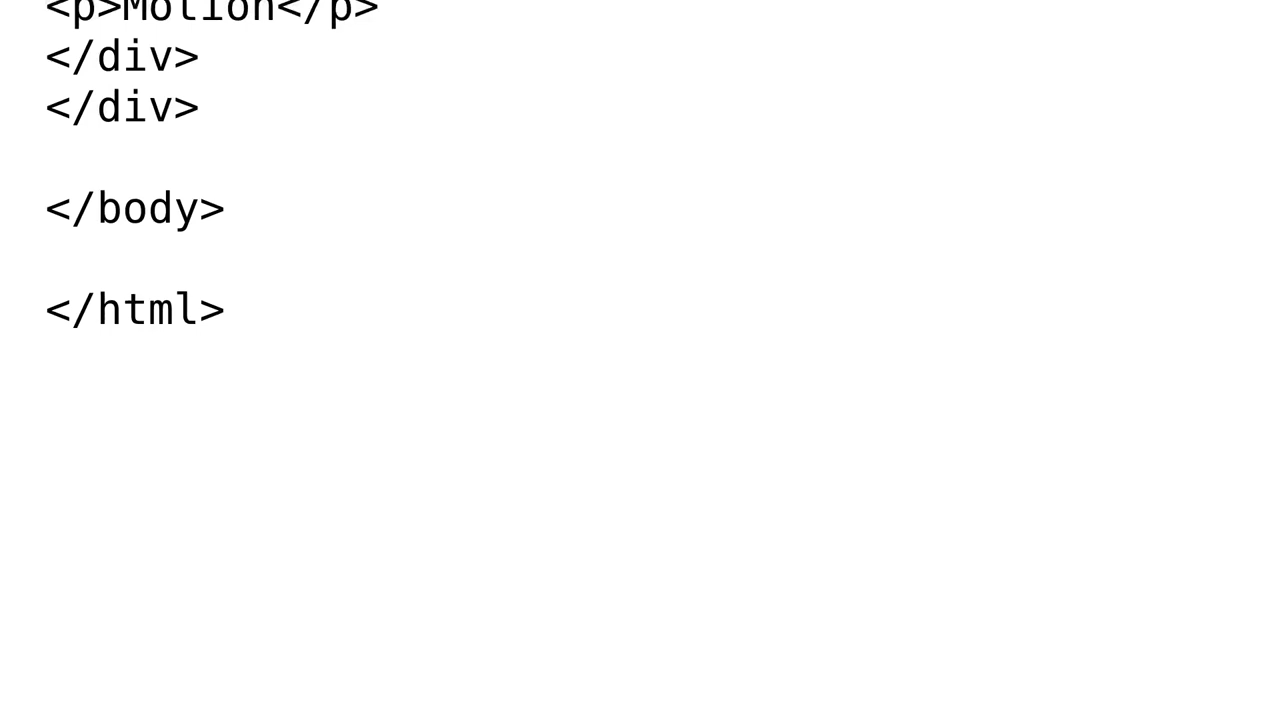 <p>Motion</p>
</div>
</div>
</body>
</html>